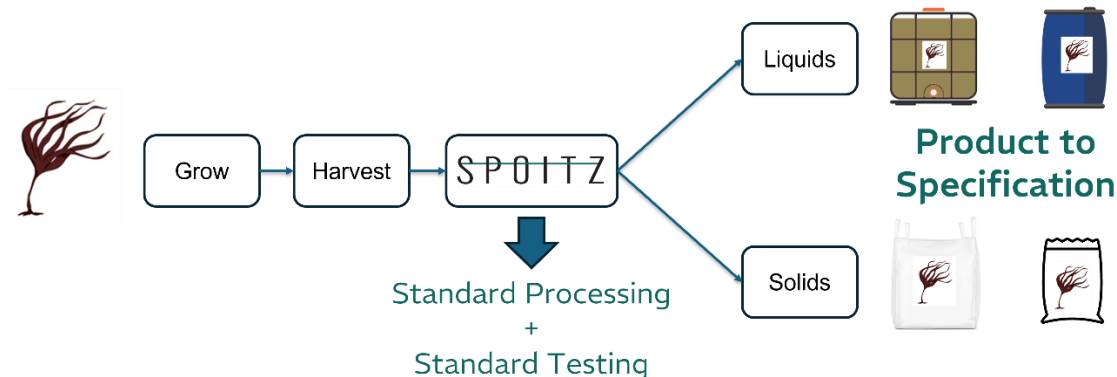 Grow
Harvest
SPOITZ
Liquids
Product to
Specification
Solids
Standard Processing
+
Standard Testing